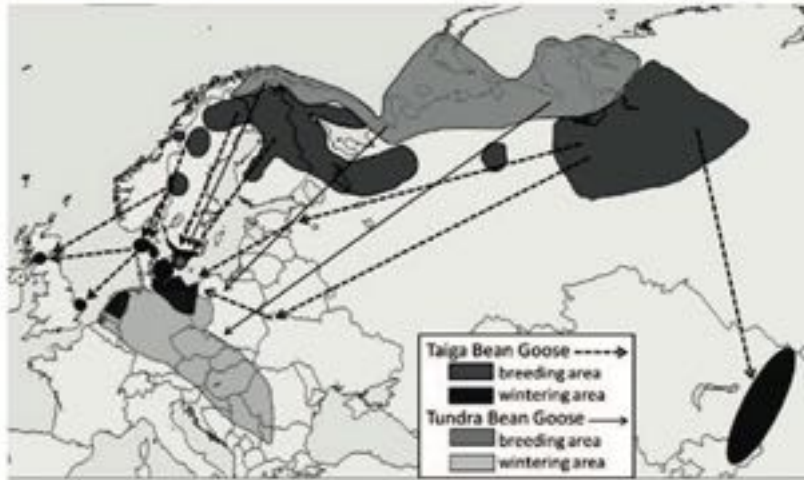 Taiga Bean Goose
breeding area
wintering area
Tundra Bean Goose
breeding area
wintering area